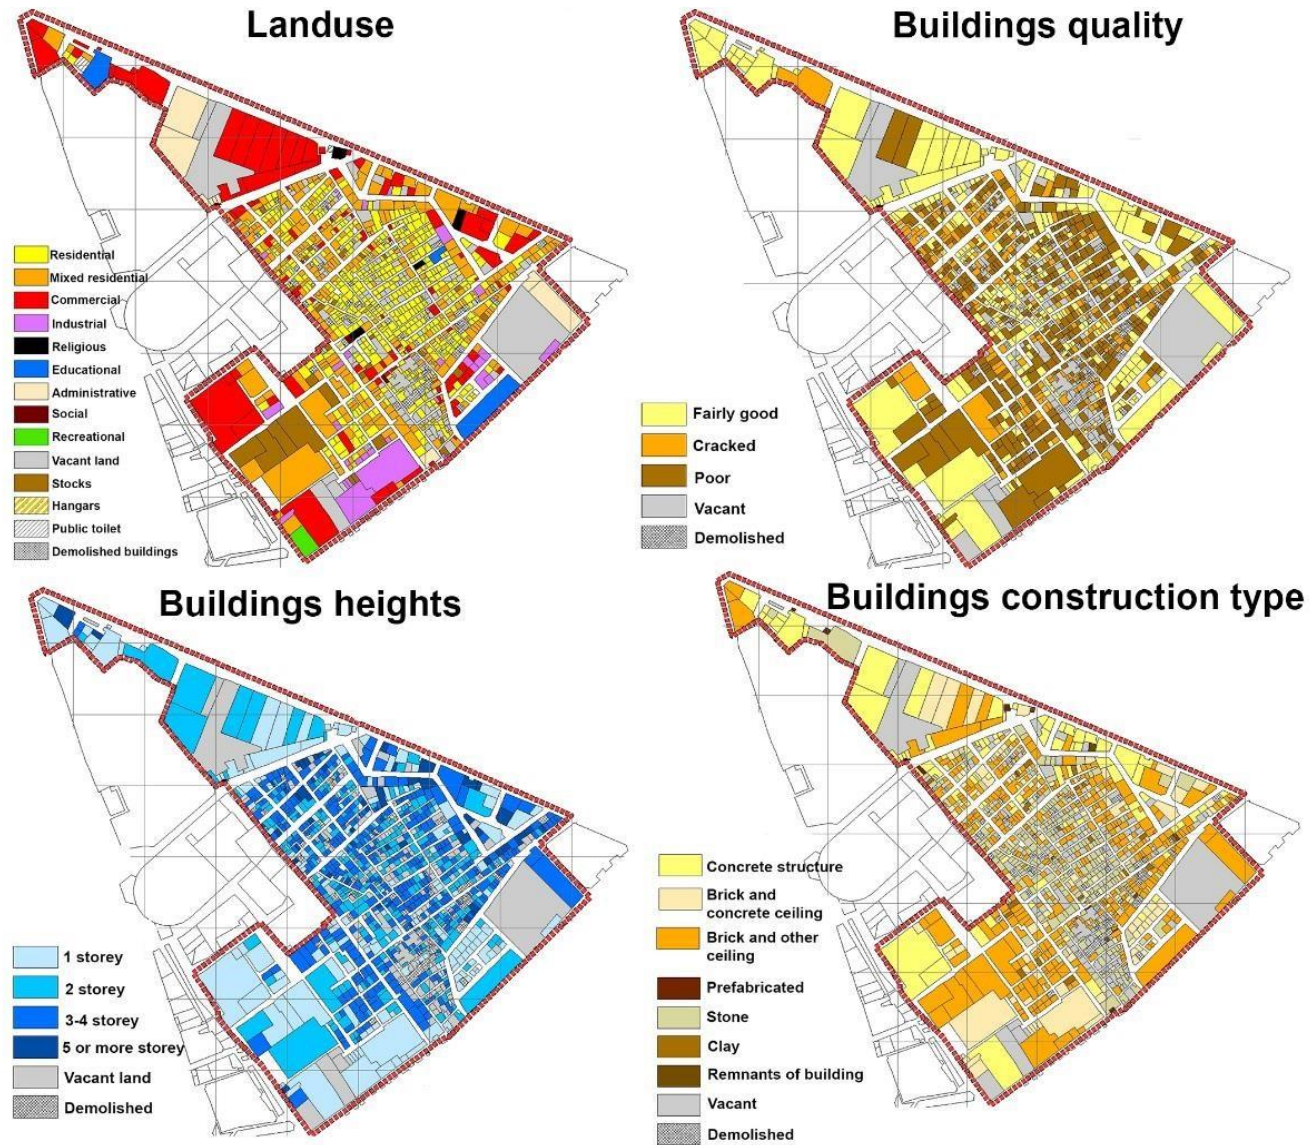 Landuse
Residential
Mixed residential
Commercial
Industrial
Religious
Educational
Administrative
Social
Recreational
Vacant land
Stocks
Hangars
Public toilet
Demolished buildings
Buildings quality
Fairly good
Cracked
Poor
Vacant
Demolished
Buildings heights
1 storey
2 storey
3-4 storey
5 or more storey
Vacant land
Demolished
Buildings construction type
Concrete structure
Brick and
concrete ceiling
Brick and other
ceiling
Prefabricated
Stone
Clay
Remnants of building
Vacant
Demolished